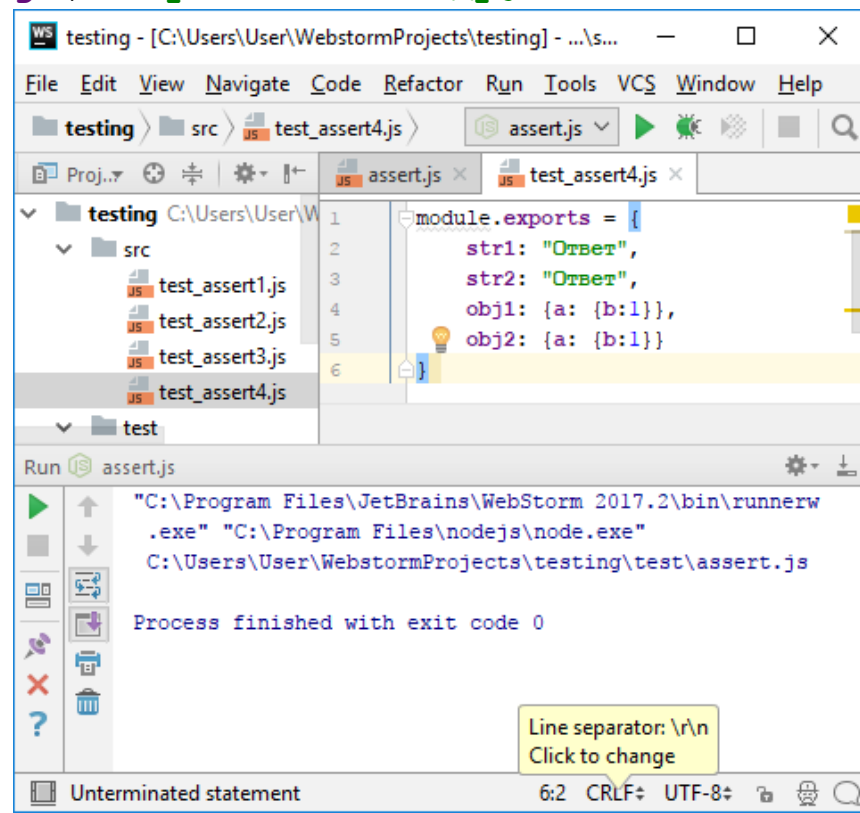 WS testing - [C:\Users\User\WebstormProjects\testing] - ...\s...
File Edit View Navigate Code Refactor Run Tools VCS Window Help
testing src test_assert4.js assert.js
Proj... assert.js test_assert4.js
testing C:\Users\User\W
src
test_assert1.js
test_assert2.js
test_assert3.js
test_assert4.js
test
1 module.exports = {
2 str1: "Ответ",
3 str2: "Ответ",
4 obj1: {a: {b:1}},
5 obj2: {a: {b:1}}
6 }
Run assert.js
"C:\Program Files\JetBrains\WebStorm 2017.2\bin\runnerw
.exe" "C:\Program Files\nodejs\node.exe"
C:\Users\User\WebstormProjects\testing\test\assert.js
Process finished with exit code 0
Line separator: \r\n
Click to change
Unterminated statement 6:2 CRLF UTF-8